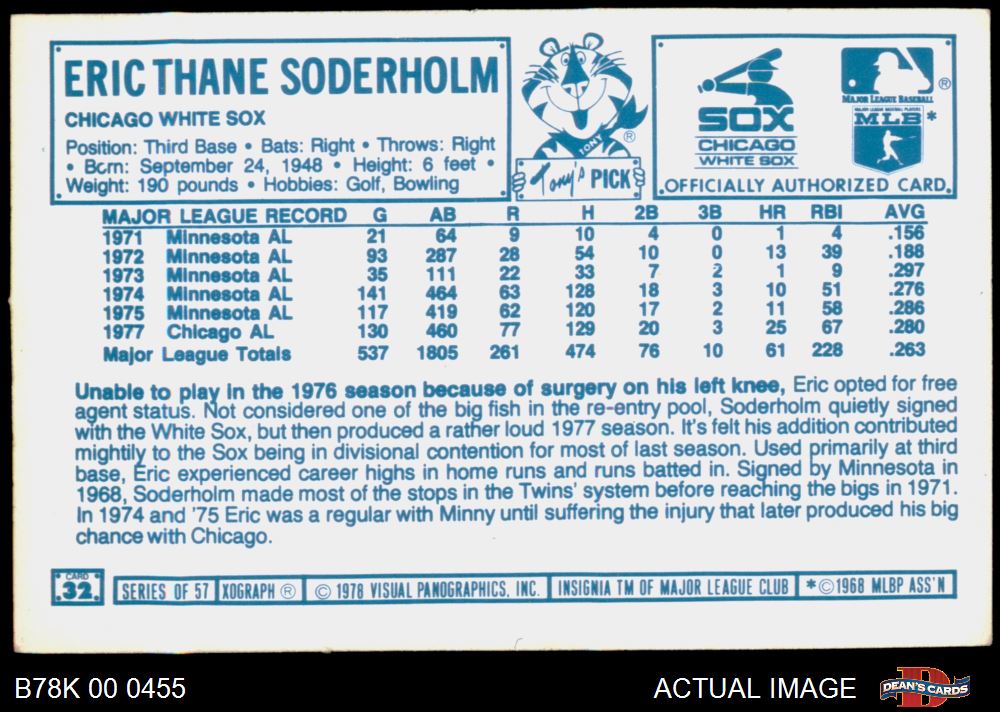 ERIC THANE SODERHOLM
CHICAGO WHITE SOX
Position: Third Base • Bats: Right • Throws: Right
• Born: September 24, 1948 • Height: 6 feet •
Weight: 190 pounds • Hobbies: Golf, Bowling
TONY
®
Tony's PICK
SOX
CHICAGO
WHITE SOX
®
MAJOR LEAGUE BASEBALL
MAJOR LEAGUE BASEBALL PLAYERS
MLB *
OFFICIALLY AUTHORIZED CARD.
MAJOR LEAGUE RECORD G AB R H 2B 3B HR RBI AVG
1971 Minnesota AL 21 64 9 10 4 0 1 4 .156
1972 Minnesota AL 93 287 28 54 10 0 13 39 .188
1973 Minnesota AL 35 111 22 33 7 2 1 9 .297
1974 Minnesota AL 141 464 63 128 18 3 10 51 .276
1975 Minnesota AL 117 419 62 120 17 2 11 58 .286
1977 Chicago AL 130 460 77 129 20 3 25 67 .280
Major League Totals 537 1805 261 474 76 10 61 228 .263
Unable to play in the 1976 season because of surgery on his left knee, Eric opted for free
agent status. Not considered one of the big fish in the re-entry pool, Soderholm quietly signed
with the White Sox, but then produced a rather loud 1977 season. It's felt his addition contributed
mightily to the Sox being in divisional contention for most of last season. Used primarily at third
base, Eric experienced career highs in home runs and runs batted in. Signed by Minnesota in
1968, Soderholm made most of the stops in the Twins' system before reaching the bigs in 1971.
In 1974 and '75 Eric was a regular with Minny until suffering the injury that later produced his big
chance with Chicago.
CARD
32
SERIES OF 57 XOGRAPH ® © 1978 VISUAL PANOGRAPHICS, INC. INSIGNIA TM OF MAJOR LEAGUE CLUB * © 1968 MLBP ASS'N
B78K 00 0455
ACTUAL IMAGE
D
DEAN'S CARDS